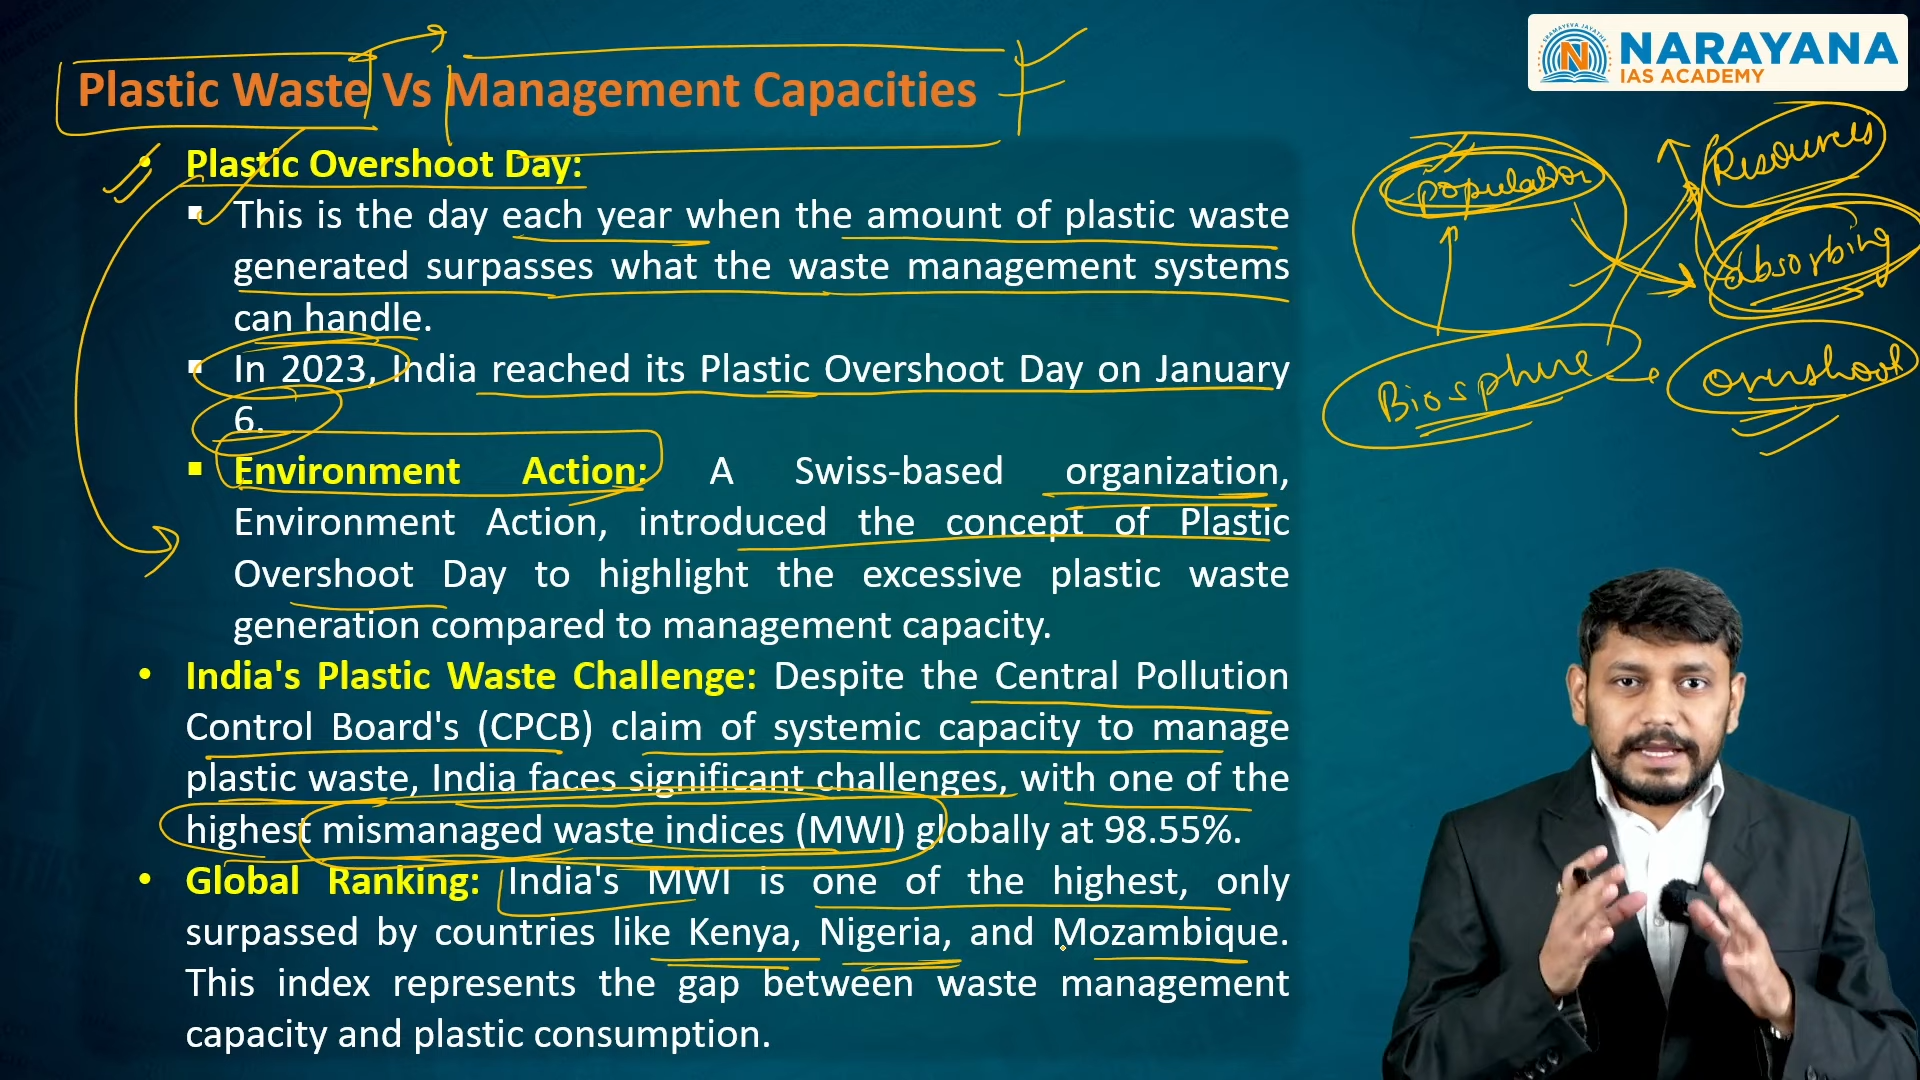 SRAMAYEVA JAYATHE
N
NARAYANA
IAS ACADEMY
Plastic Waste Vs Management Capacities
• Plastic Overshoot Day:
▪ This is the day each year when the amount of plastic waste
generated surpasses what the waste management systems
can handle.
▪ In 2023, India reached its Plastic Overshoot Day on January
6.
▪ Environment Action: A Swiss-based organization,
Environment Action, introduced the concept of Plastic
Overshoot Day to highlight the excessive plastic waste
generation compared to management capacity.
• India's Plastic Waste Challenge: Despite the Central Pollution
Control Board's (CPCB) claim of systemic capacity to manage
plastic waste, India faces significant challenges, with one of the
highest mismanaged waste indices (MWI) globally at 98.55%.
• Global Ranking: India's MWI is one of the highest, only
surpassed by countries like Kenya, Nigeria, and Mozambique.
This index represents the gap between waste management
capacity and plastic consumption.
population
Resources
absorbing
Biosphere
Overshoot